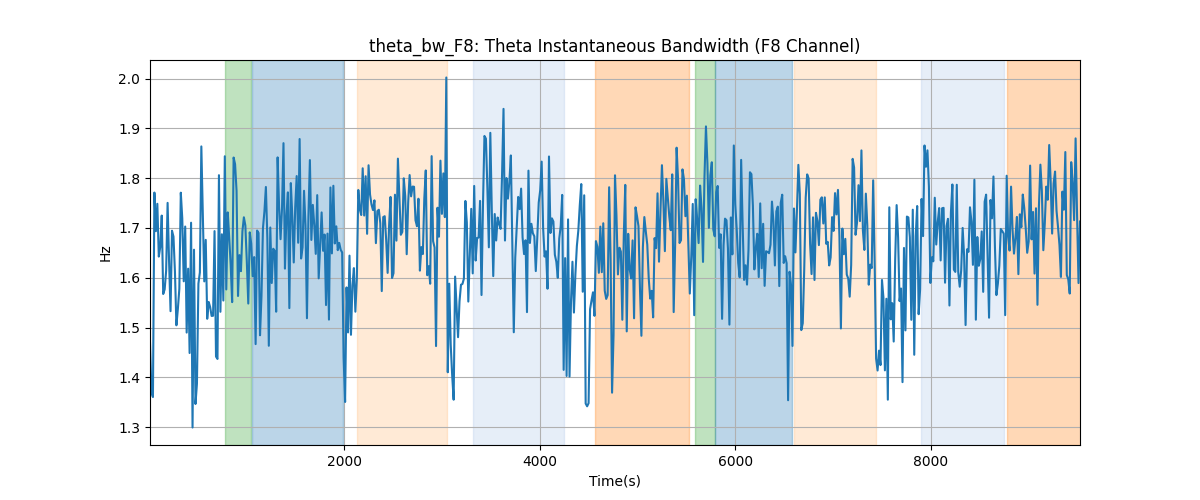 theta_bw_F8: Theta Instantaneous Bandwidth (F8 Channel)
2.0
1.9
1.8
1.7
1.6
1.5
1.4
1.3
Hz
2000 4000 6000 8000
Time(s)